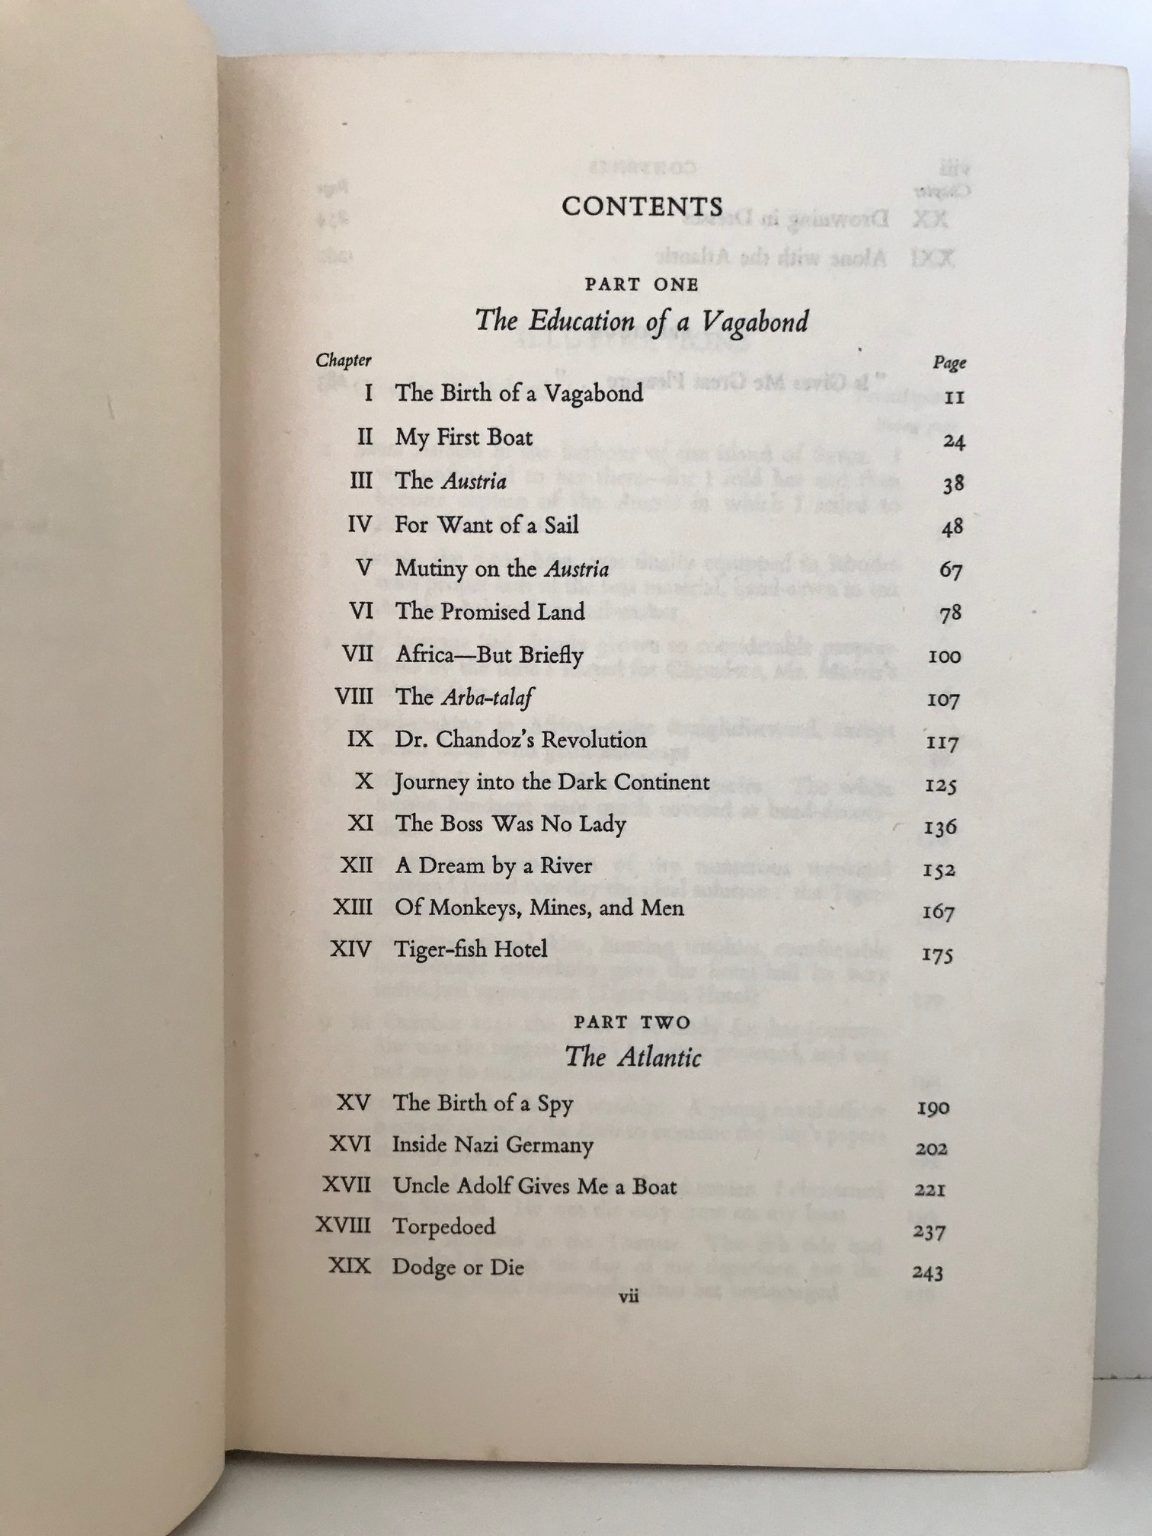 CONTENTS
PART ONE
The Education of a Vagabond
Chapter Page
I The Birth of a Vagabond 11
II My First Boat 24
III The Austria 38
IV For Want of a Sail 48
V Mutiny on the Austria 67
VI The Promised Land 78
VII Africa—But Briefly 100
VIII The Arba-talaf 107
IX Dr. Chandoz's Revolution 117
X Journey into the Dark Continent 125
XI The Boss Was No Lady 136
XII A Dream by a River 152
XIII Of Monkeys, Mines, and Men 167
XIV Tiger-fish Hotel 175
PART TWO
The Atlantic
XV The Birth of a Spy 190
XVI Inside Nazi Germany 202
XVII Uncle Adolf Gives Me a Boat 221
XVIII Torpedoed 237
XIX Dodge or Die 243
vii